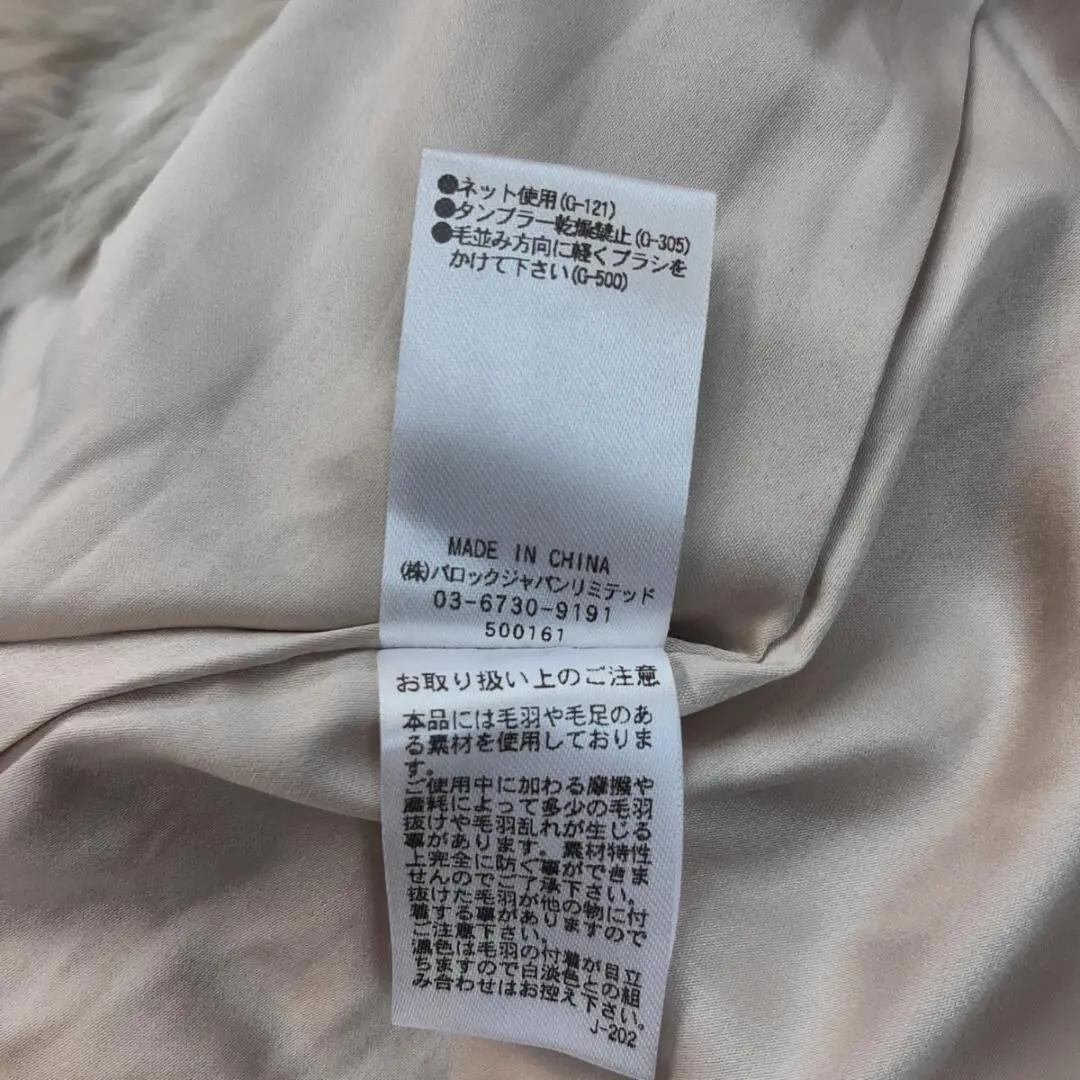 ●ネット使用(G-121)
●タンブラー乾燥禁止(G-305)
●毛並み方向に軽くブラシを
かけて下さい(G-500)
MADE IN CHINA
(株)バロックジャパンリミテッド
03-6730-9191
500161
お取り扱い上のご注意
本品には毛羽や毛足のあ
る素材を使用しておりま
す。
ご使用中に加わる摩擦や
磨耗によって多少の毛羽
抜けや毛羽乱れが生じる
事があります。素材特性
上完全に防ぐ事ができま
せんのでご了承下さい。
抜けた毛羽が他の物に付
着する事がありますので
ご注意下さい。
濃色は毛羽の付着が目立
ちますので白淡色との組
み合わせはお控え下さい。
J-202